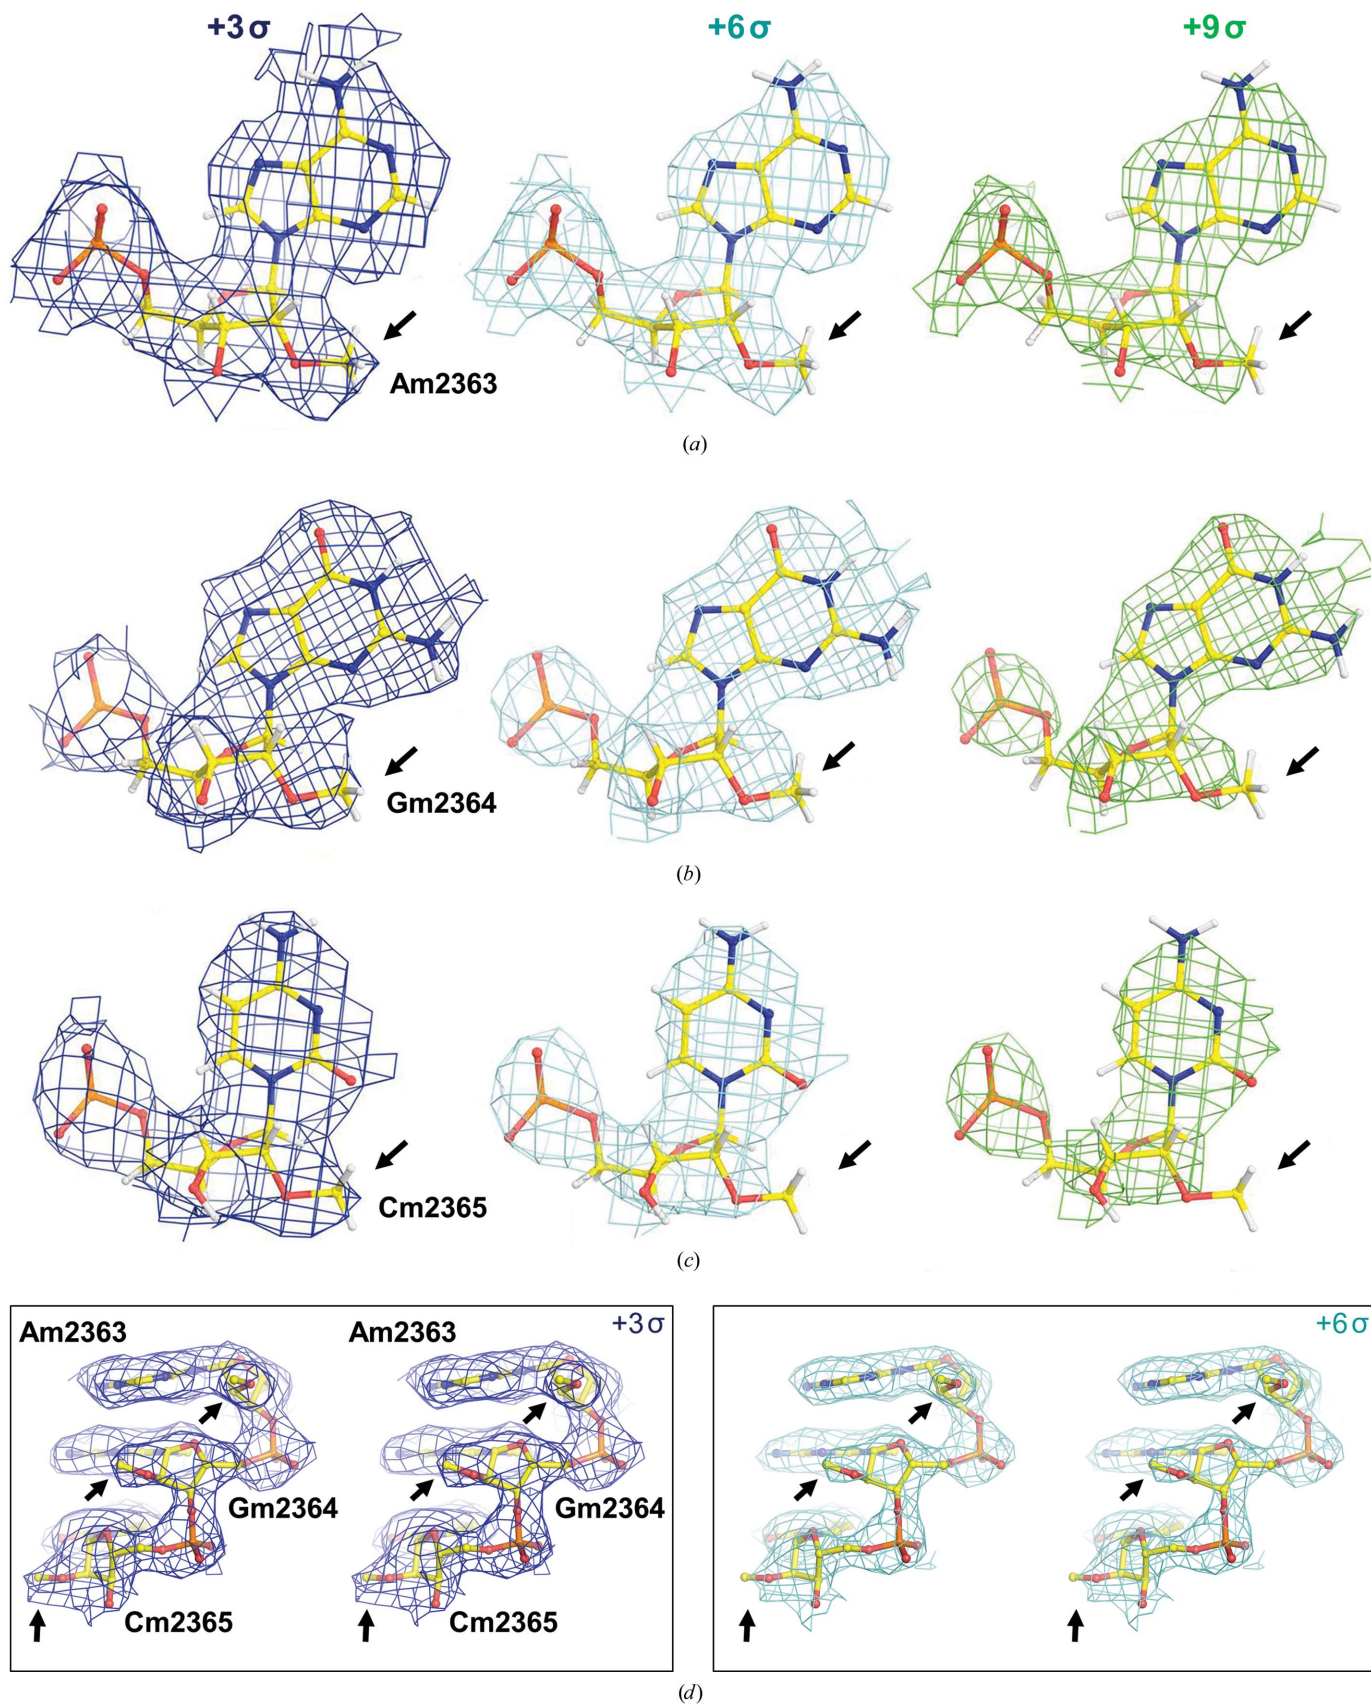 +3σ +6σ +9σ
Am2363
(a)
Gm2364
(b)
Cm2365
(c)
Am2363 Am2363 +3σ +6σ
Gm2364 Gm2364
Cm2365 Cm2365
(d)